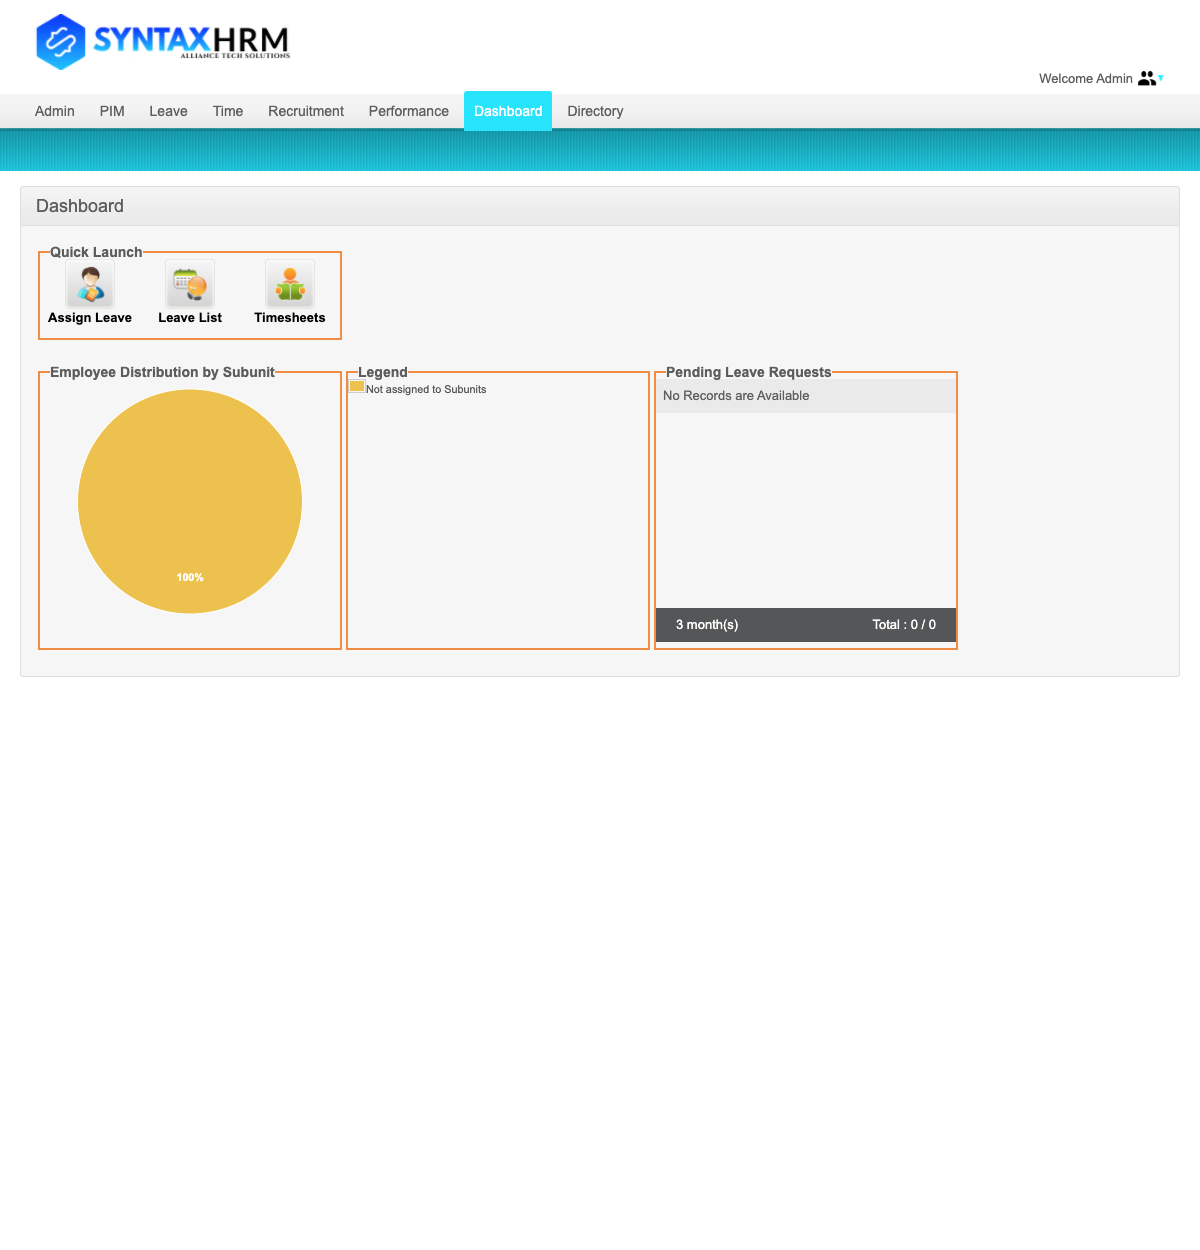 SYNTAXHRM
ALLIANCE TECH SOLUTIONS
Welcome Admin
Admin PIM Leave Time Recruitment Performance Dashboard Directory
Dashboard
Quick Launch
Assign Leave Leave List Timesheets
Employee Distribution by Subunit
100%
Legend
Not assigned to Subunits
Pending Leave Requests
No Records are Available
3 month(s) Total : 0 / 0